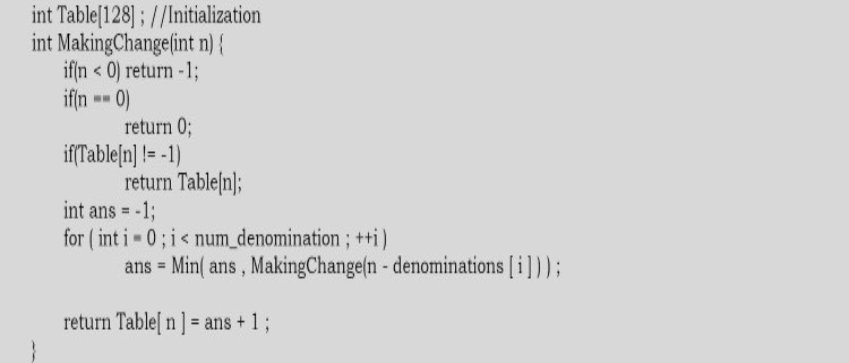 int Table[128] ; //Initialization
int MakingChange(int n) {
if(n < 0) return -1;
if(n == 0)
return 0;
if(Table[n] != -1)
return Table[n];
int ans = -1;
for ( int i = 0 ; i < num_denomination ; ++i )
ans = Min( ans , MakingChange(n - denominations [ i ] ) ) ;
return Table[ n ] = ans + 1 ;
}